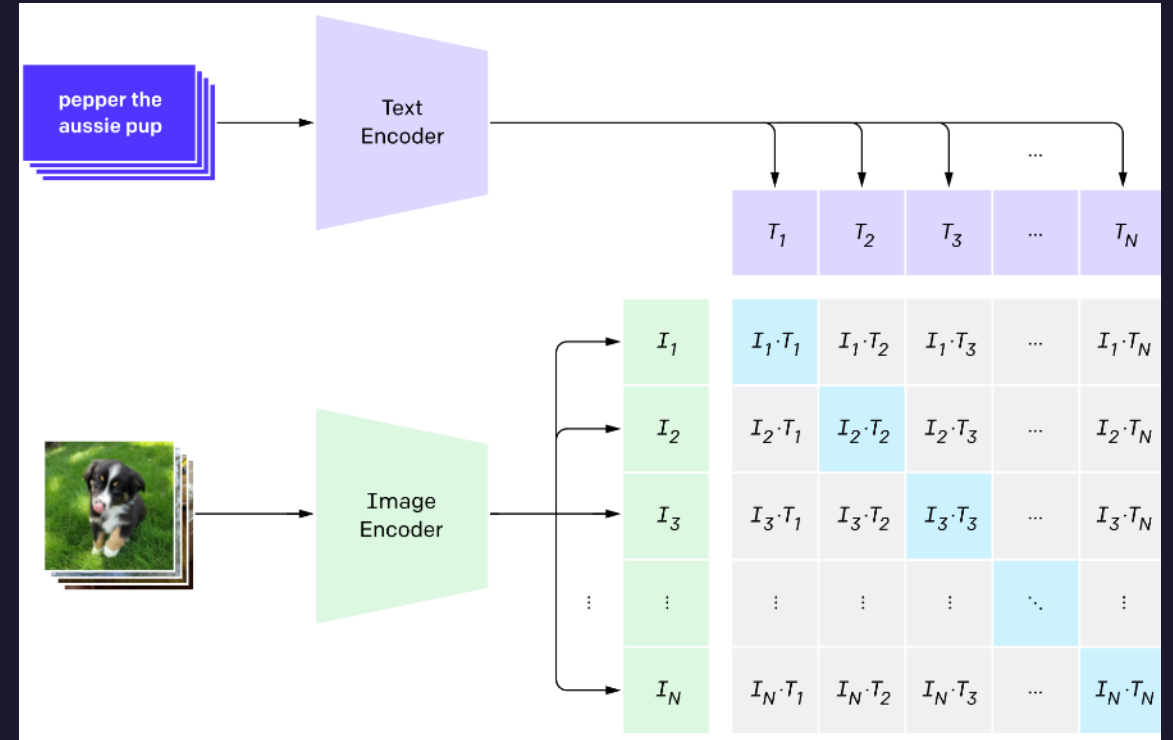 pepper the
aussie pup
Text
Encoder
...
T1 T2 T3 ... TN
I1 I1·T1 I1·T2 I1·T3 ... I1·TN
I2 I2·T1 I2·T2 I2·T3 ... I2·TN
Image
Encoder
I3 I3·T1 I3·T2 I3·T3 ... I3·TN
⋮ ⋮ ⋮ ⋮ ⋮ ⋱ ⋮
IN IN·T1 IN·T2 IN·T3 ... IN·TN